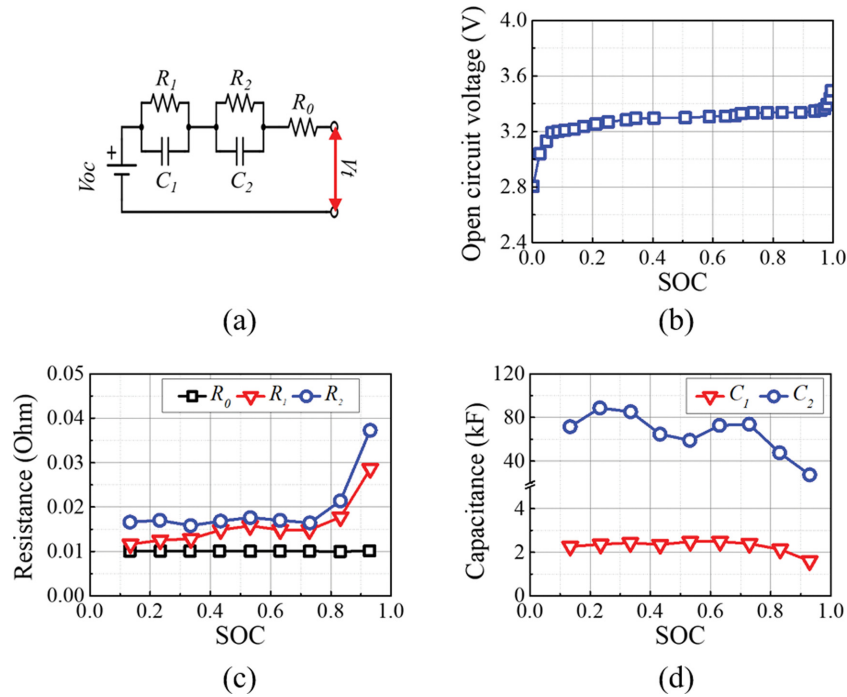 R1
R2
R0
C1
C2
Voc
+
Vt
(a)
Open circuit voltage (V)
4.0
3.6
3.2
2.8
2.4
0.0 0.2 0.4 0.6 0.8 1.0
SOC
(b)
Resistance (Ohm)
0.05
0.04
0.03
0.02
0.01
0.00
R0 R1 R2
0.0 0.2 0.4 0.6 0.8 1.0
SOC
(c)
Capacitance (kF)
120
80
40
4
2
0
C1 C2
0.0 0.2 0.4 0.6 0.8 1.0
SOC
(d)